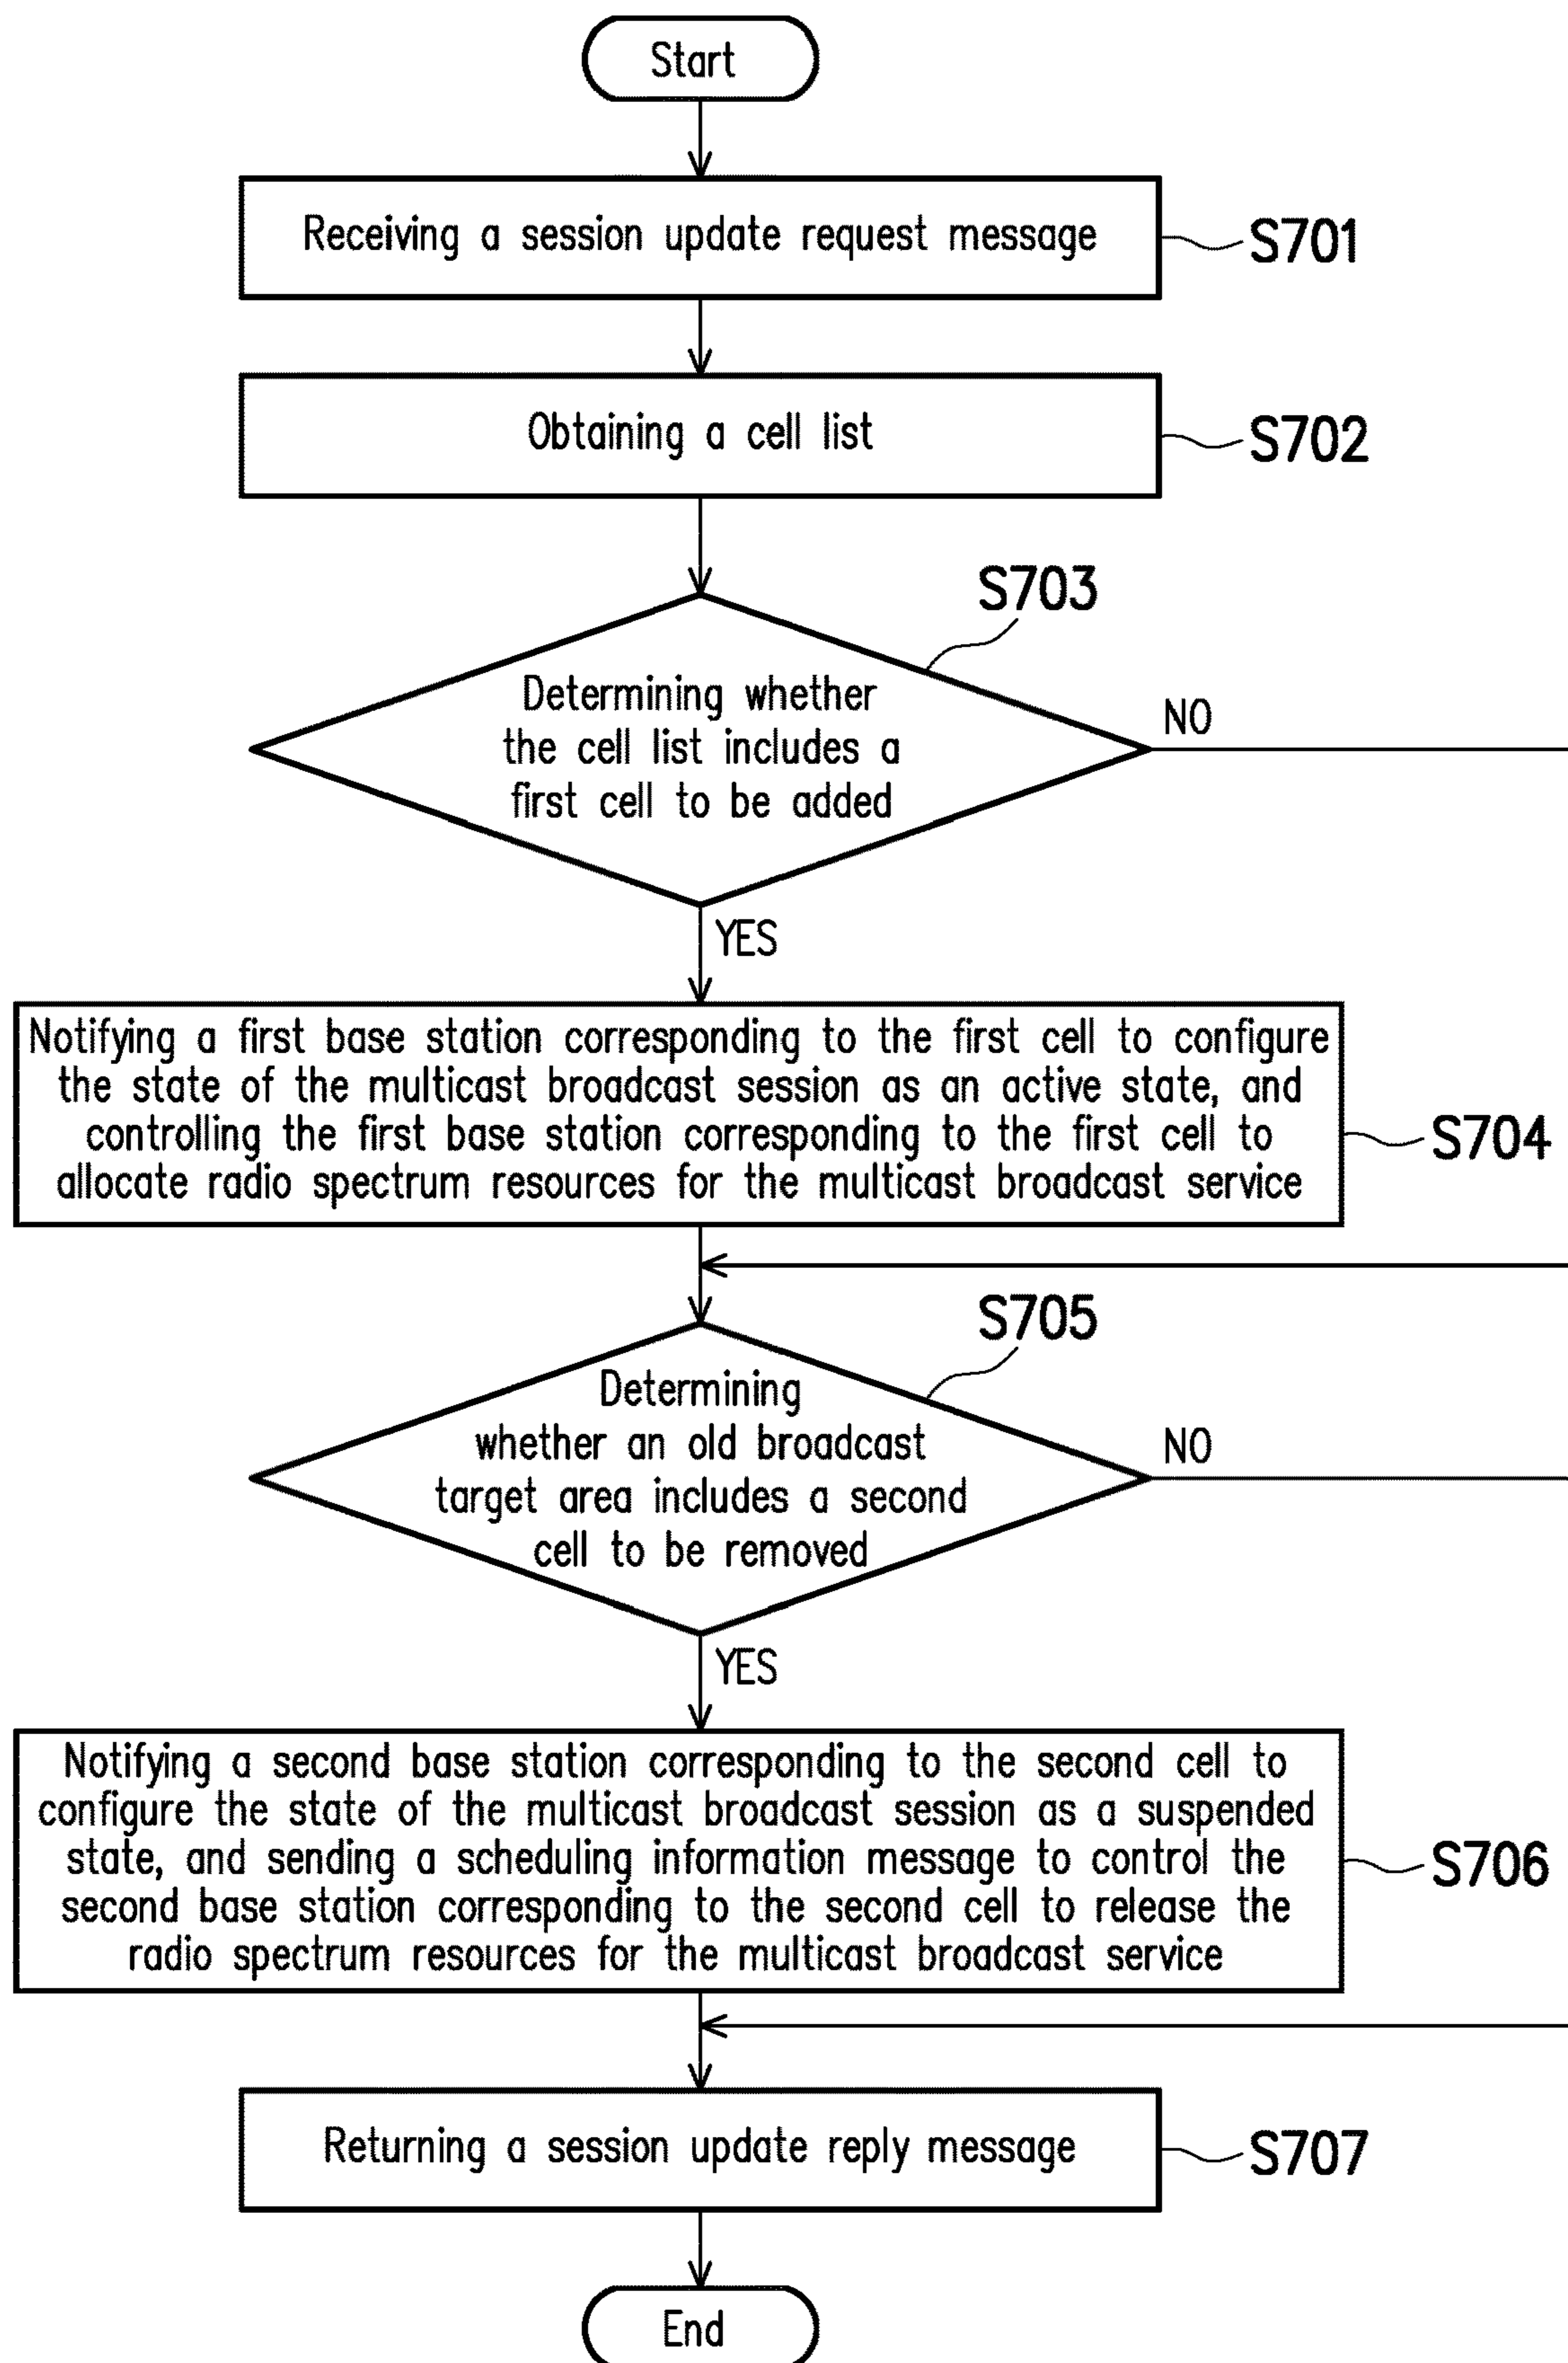 Start
Receiving a session update request message
S701
Obtaining a cell list
S702
S703
Determining whether
the cell list includes a
first cell to be added
NO
YES
Notifying a first base station corresponding to the first cell to configure
the state of the multicast broadcast session as an active state, and
controlling the first base station corresponding to the first cell to
allocate radio spectrum resources for the multicast broadcast service
S704
S705
Determining
whether an old broadcast
target area includes a second
cell to be removed
NO
YES
Notifying a second base station corresponding to the second cell to
configure the state of the multicast broadcast session as a suspended
state, and sending a scheduling information message to control the
second base station corresponding to the second cell to release the
radio spectrum resources for the multicast broadcast service
S706
Returning a session update reply message
S707
End